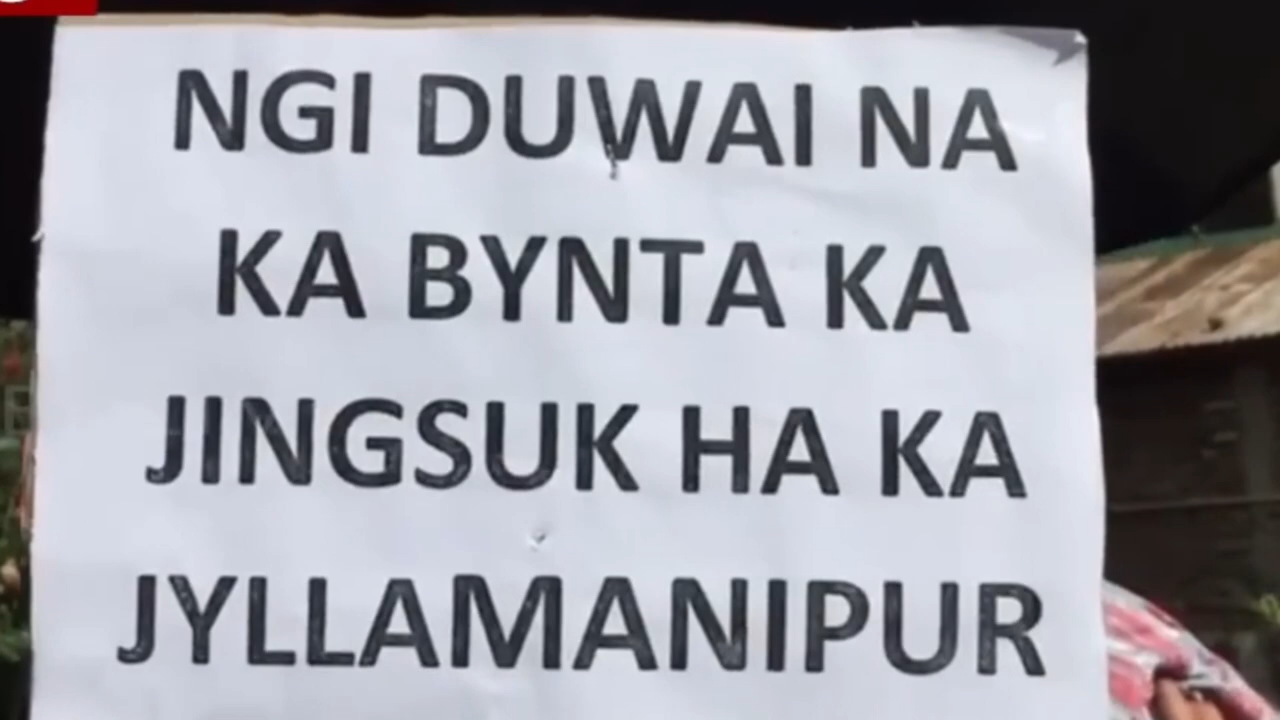 NGI DUWAI NA
KA BYNTA KA
JINGSUK HA KA
JYLLAMANIPUR